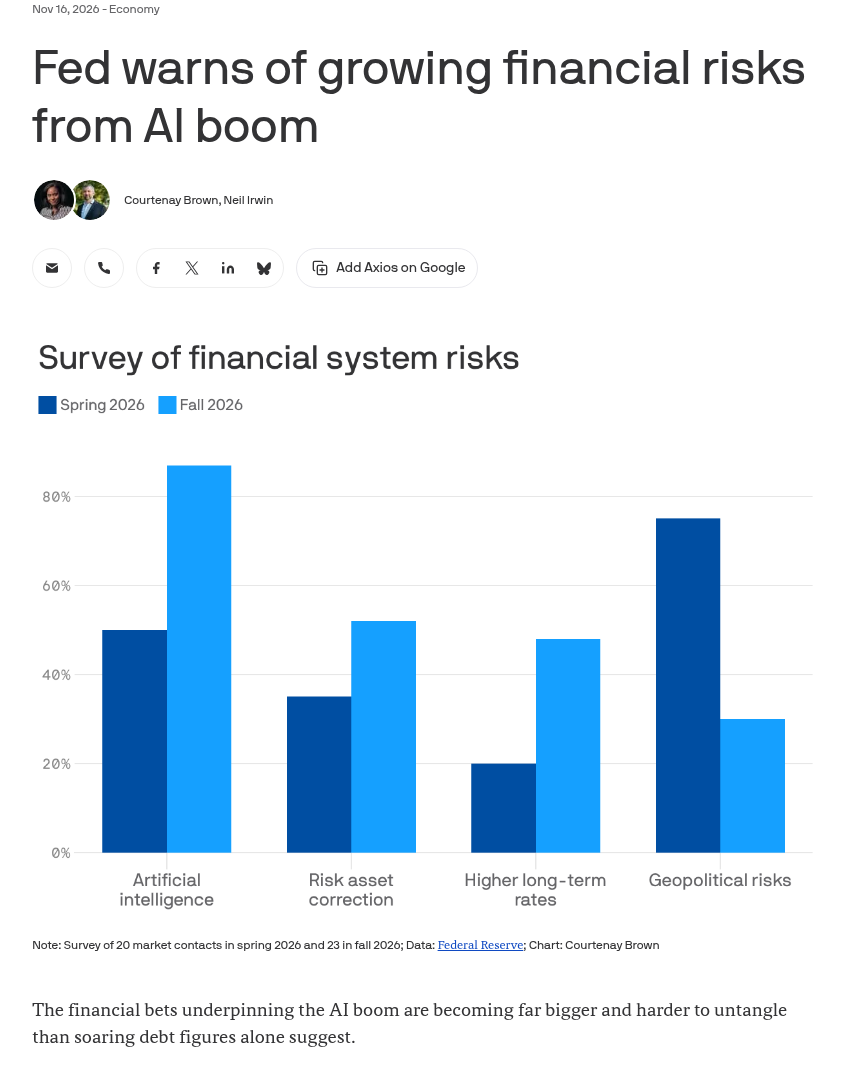 Nov 16, 2026 - Economy
Fed warns of growing financial risks
from AI boom
Courtenay Brown, Neil Irwin
Add Axios on Google
Survey of financial system risks
Spring 2026 Fall 2026
80%
60%
40%
20%
0%
Artificial
intelligence
Risk asset
correction
Higher long-term
rates
Geopolitical risks
Note: Survey of 20 market contacts in spring 2026 and 23 in fall 2026; Data: Federal Reserve; Chart: Courtenay Brown
The financial bets underpinning the AI boom are becoming far bigger and harder to untangle
than soaring debt figures alone suggest.